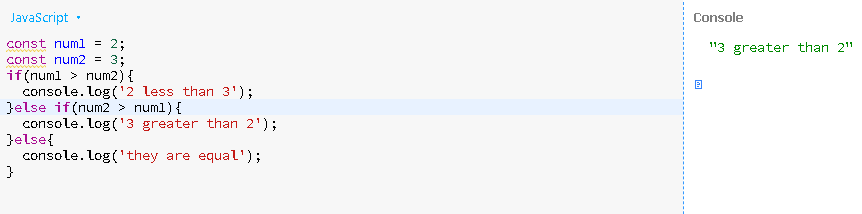 JavaScript
const num1 = 2;
const num2 = 3;
if(num1 > num2){
  console.log('2 less than 3');
}else if(num2 > num1){
  console.log('3 greater than 2');
}else{
  console.log('they are equal');
}
Console
"3 greater than 2"